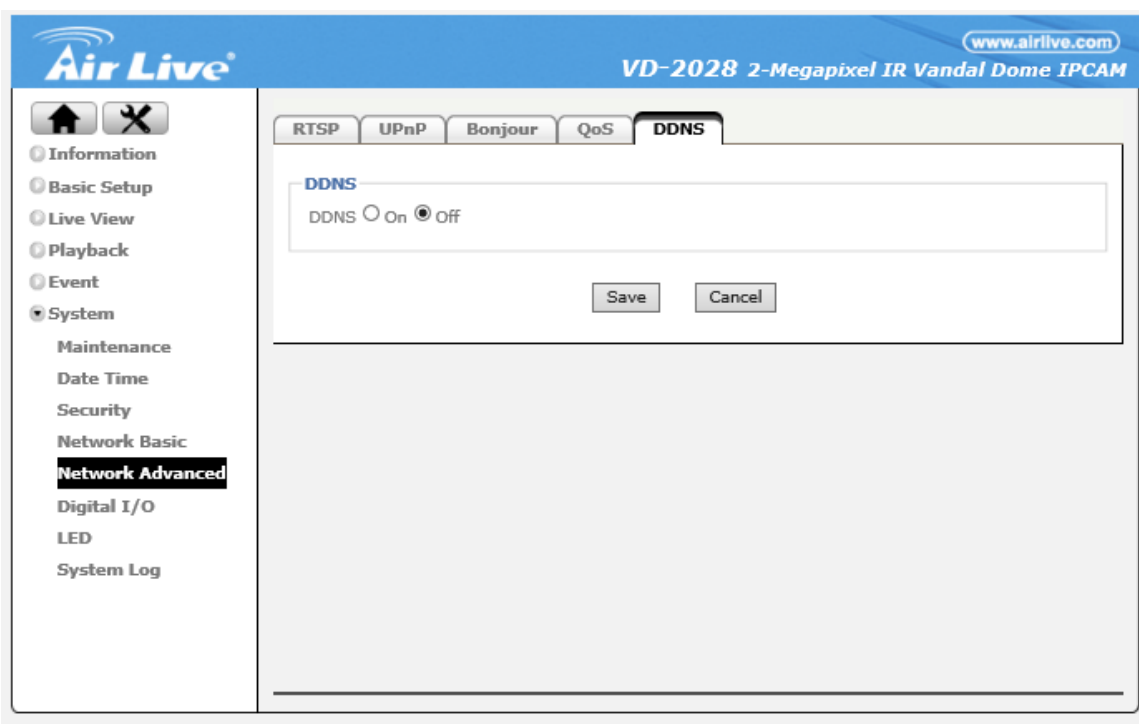 Air Live®
www.airlive.com
VD-2028 2-Megapixel IR Vandal Dome IPCAM
Information
Basic Setup
Live View
Playback
Event
System
Maintenance
Date Time
Security
Network Basic
Network Advanced
Digital I/O
LED
System Log
RTSP UPnP Bonjour QoS DDNS
DDNS
DDNS On Off
Save Cancel